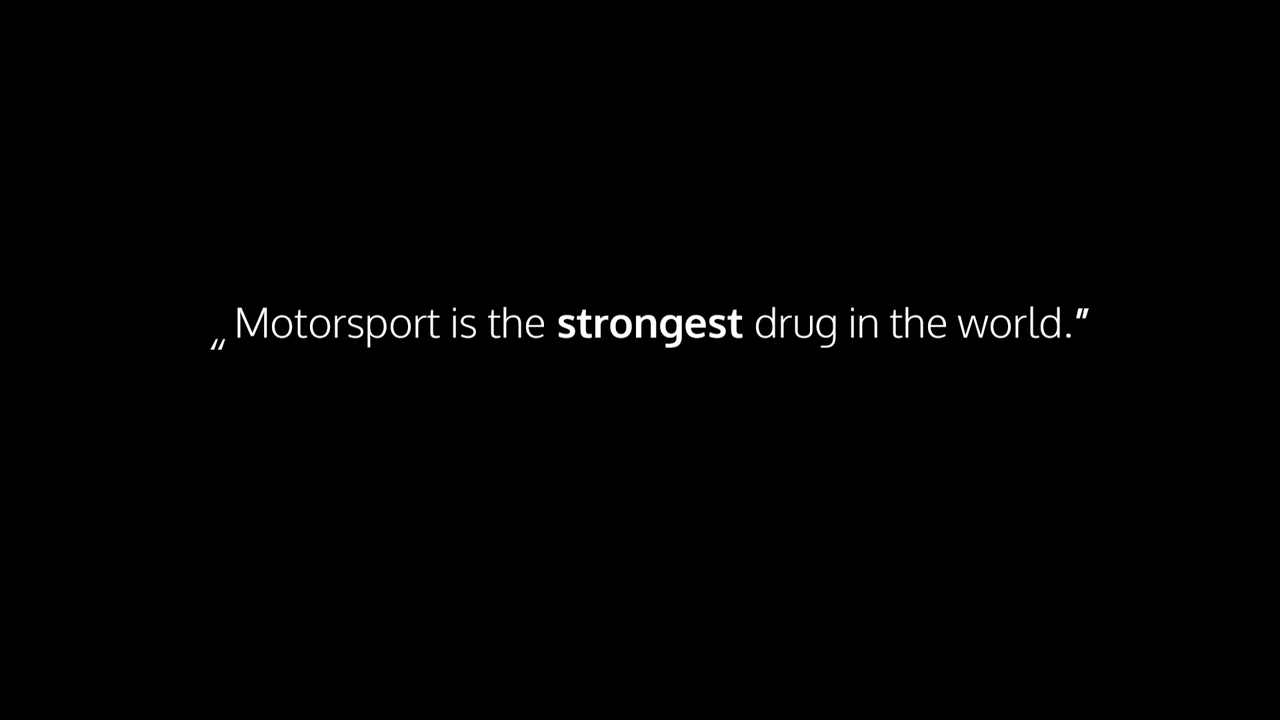 „Motorsport is the strongest drug in the world.”